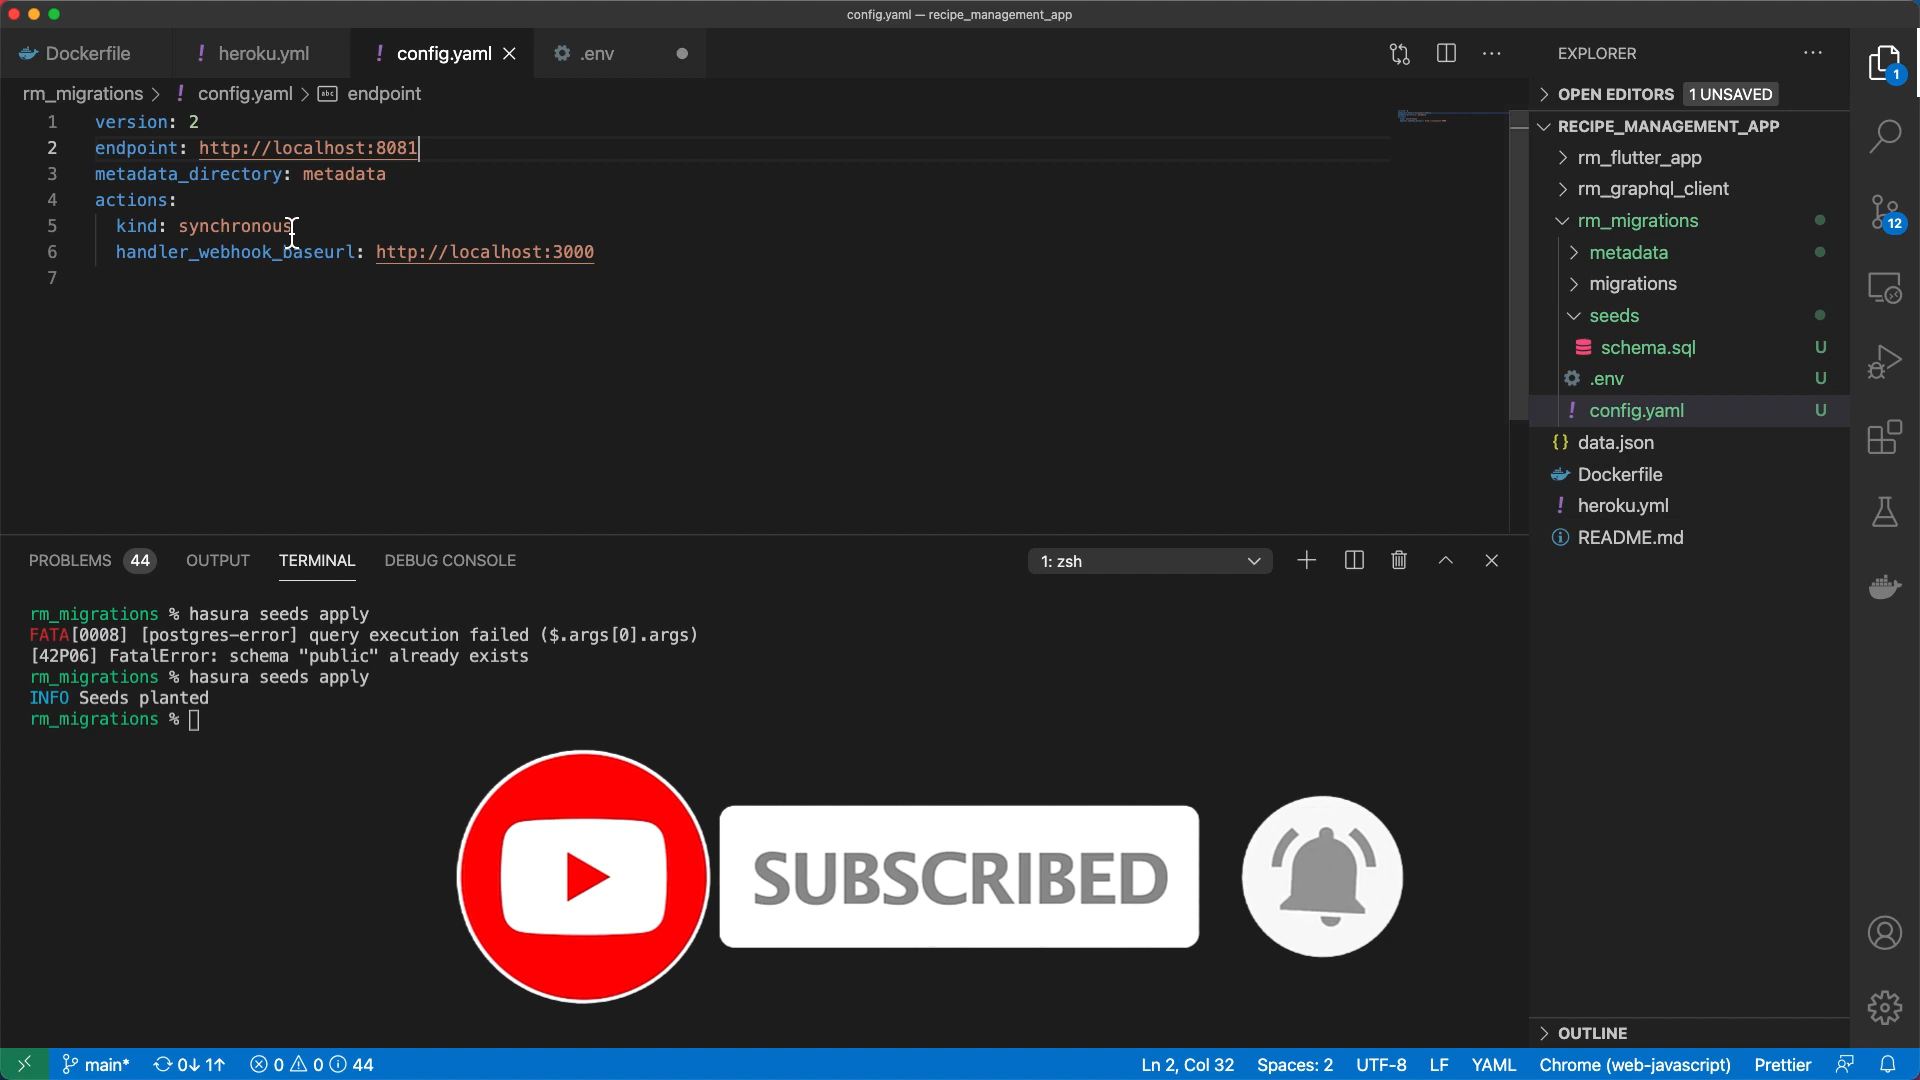 config.yaml — recipe_management_app
Dockerfile
! heroku.yml
! config.yaml
.env
rm_migrations > ! config.yaml > abc endpoint
1 version: 2
2 endpoint: http://localhost:8081
3 metadata_directory: metadata
4 actions:
5 kind: synchronous
6 handler_webhook_baseurl: http://localhost:3000
7
EXPLORER
OPEN EDITORS 1 UNSAVED
RECIPE_MANAGEMENT_APP
rm_flutter_app
rm_graphql_client
rm_migrations
metadata
migrations
seeds
schema.sql U
.env U
! config.yaml U
{} data.json
Dockerfile
! heroku.yml
README.md
OUTLINE
1
12
PROBLEMS 44 OUTPUT TERMINAL DEBUG CONSOLE
1: zsh
rm_migrations % hasura seeds apply
FATA[0008] [postgres-error] query execution failed ($.args[0].args)
[42P06] FatalError: schema "public" already exists
rm_migrations % hasura seeds apply
INFO Seeds planted
rm_migrations %
SUBSCRIBED
main* 0↓ 1↑ 0 0 44
Ln 2, Col 32 Spaces: 2 UTF-8 LF YAML Chrome (web-javascript) Prettier